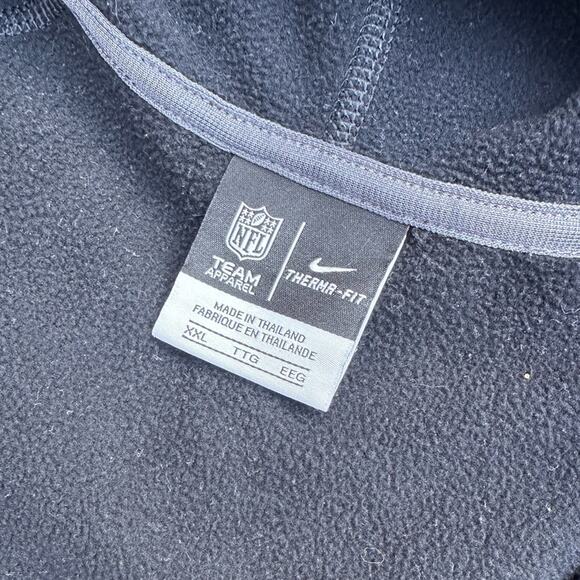 NFL
TEAM
APPAREL
THERMA-FIT
MADE IN THAILAND
FABRIQUE EN THAILANDE
XXL TTG EEG